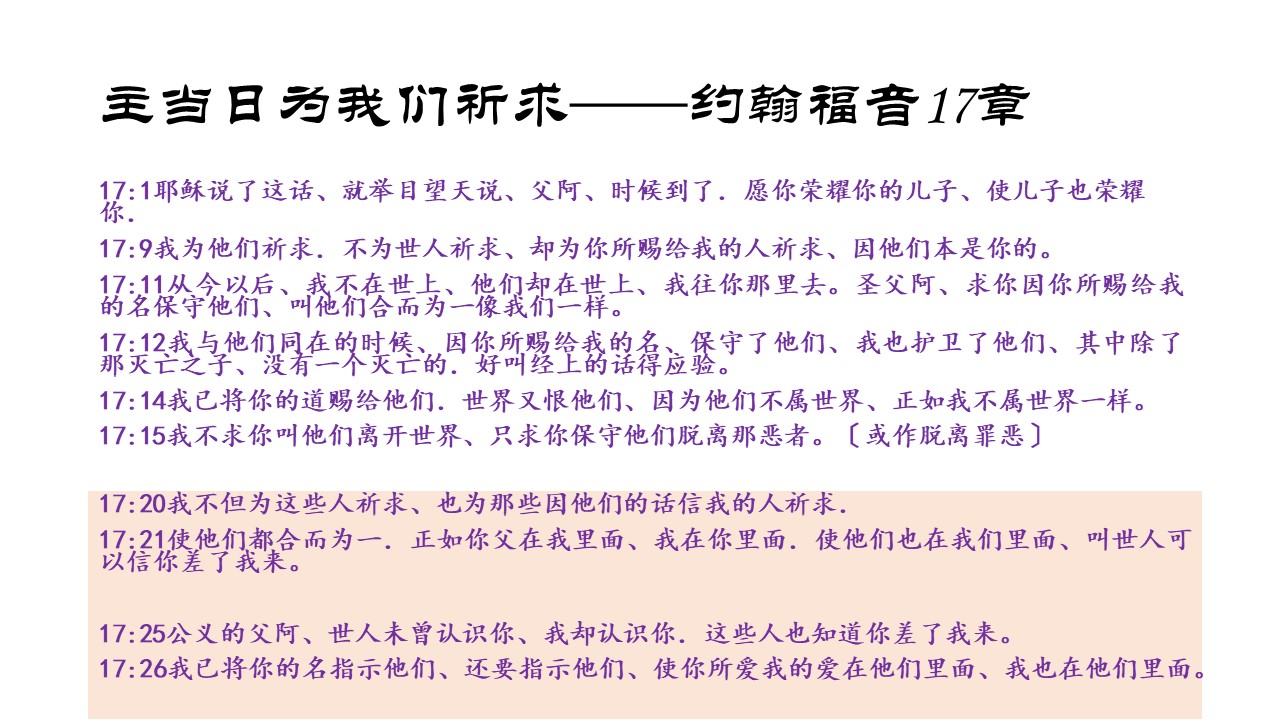 主当日为我们祈求——约翰福音17章
17:1耶稣说了这话、就举目望天说、父阿、时候到了．愿你荣耀你的儿子、使儿子也荣耀
你．
17:9我为他们祈求．不为世人祈求、却为你所赐给我的人祈求、因他们本是你的。
17:11从今以后、我不在世上、他们却在世上、我往你那里去。圣父阿、求你因你所赐给我
的名保守他们、叫他们合而为一像我们一样。
17:12我与他们同在的时候、因你所赐给我的名、保守了他们、我也护卫了他们、其中除了
那灭亡之子、没有一个灭亡的．好叫经上的话得应验。
17:14我已将你的道赐给他们．世界又恨他们、因为他们不属世界、正如我不属世界一样。
17:15我不求你叫他们离开世界、只求你保守他们脱离那恶者。〔或作脱离罪恶〕
17:20我不但为这些人祈求、也为那些因他们的话信我的人祈求．
17:21使他们都合而为一．正如你父在我里面、我在你里面．使他们也在我们里面、叫世人可
以信你差了我来。
17:25公义的父阿、世人未曾认识你、我却认识你．这些人也知道你差了我来。
17:26我已将你的名指示他们、还要指示他们、使你所爱我的爱在他们里面、我也在他们里面。